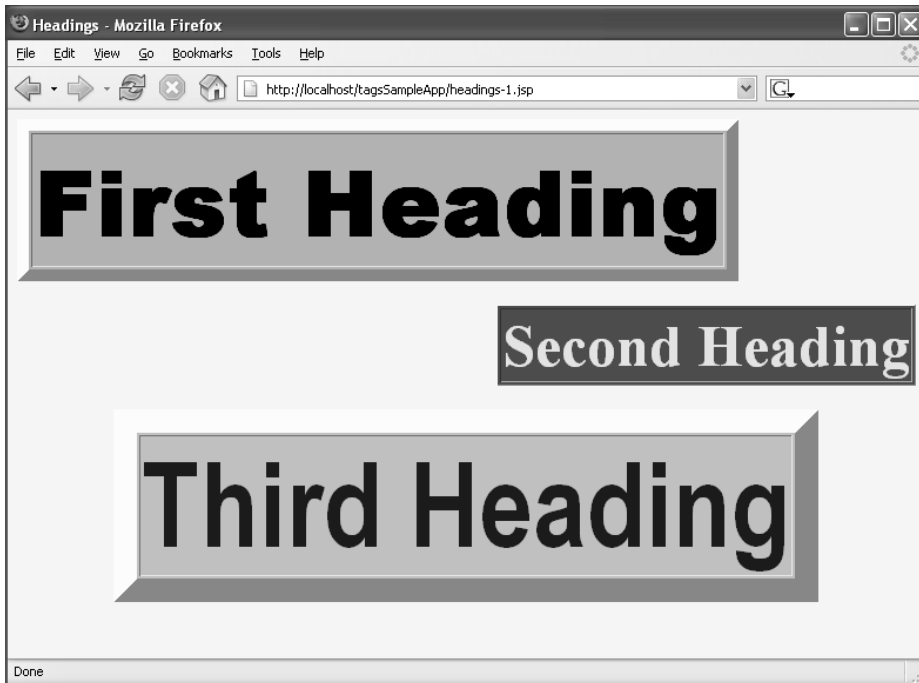 Headings - Mozilla Firefox
File Edit View Go Bookmarks Tools Help
http://localhost/tagsSampleApp/headings-1.jsp G
First Heading
Second Heading
Third Heading
Done